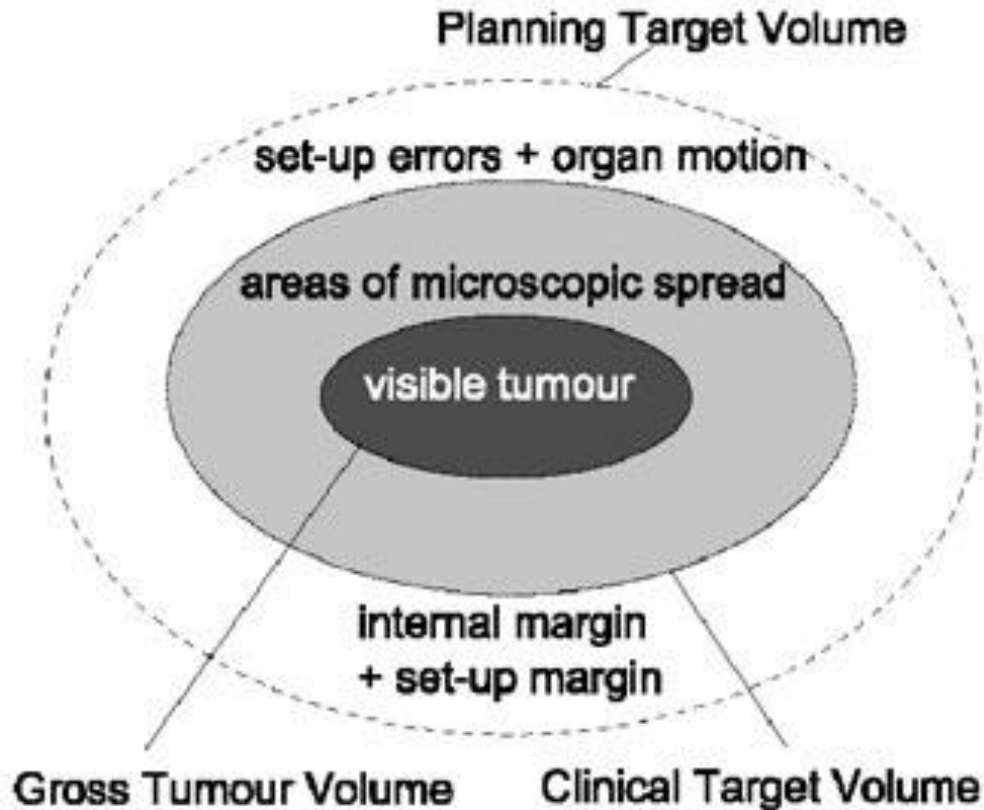 Planning Target Volume
set-up errors + organ motion
areas of microscopic spread
visible tumour
internal margin
+ set-up margin
Gross Tumour Volume
Clinical Target Volume